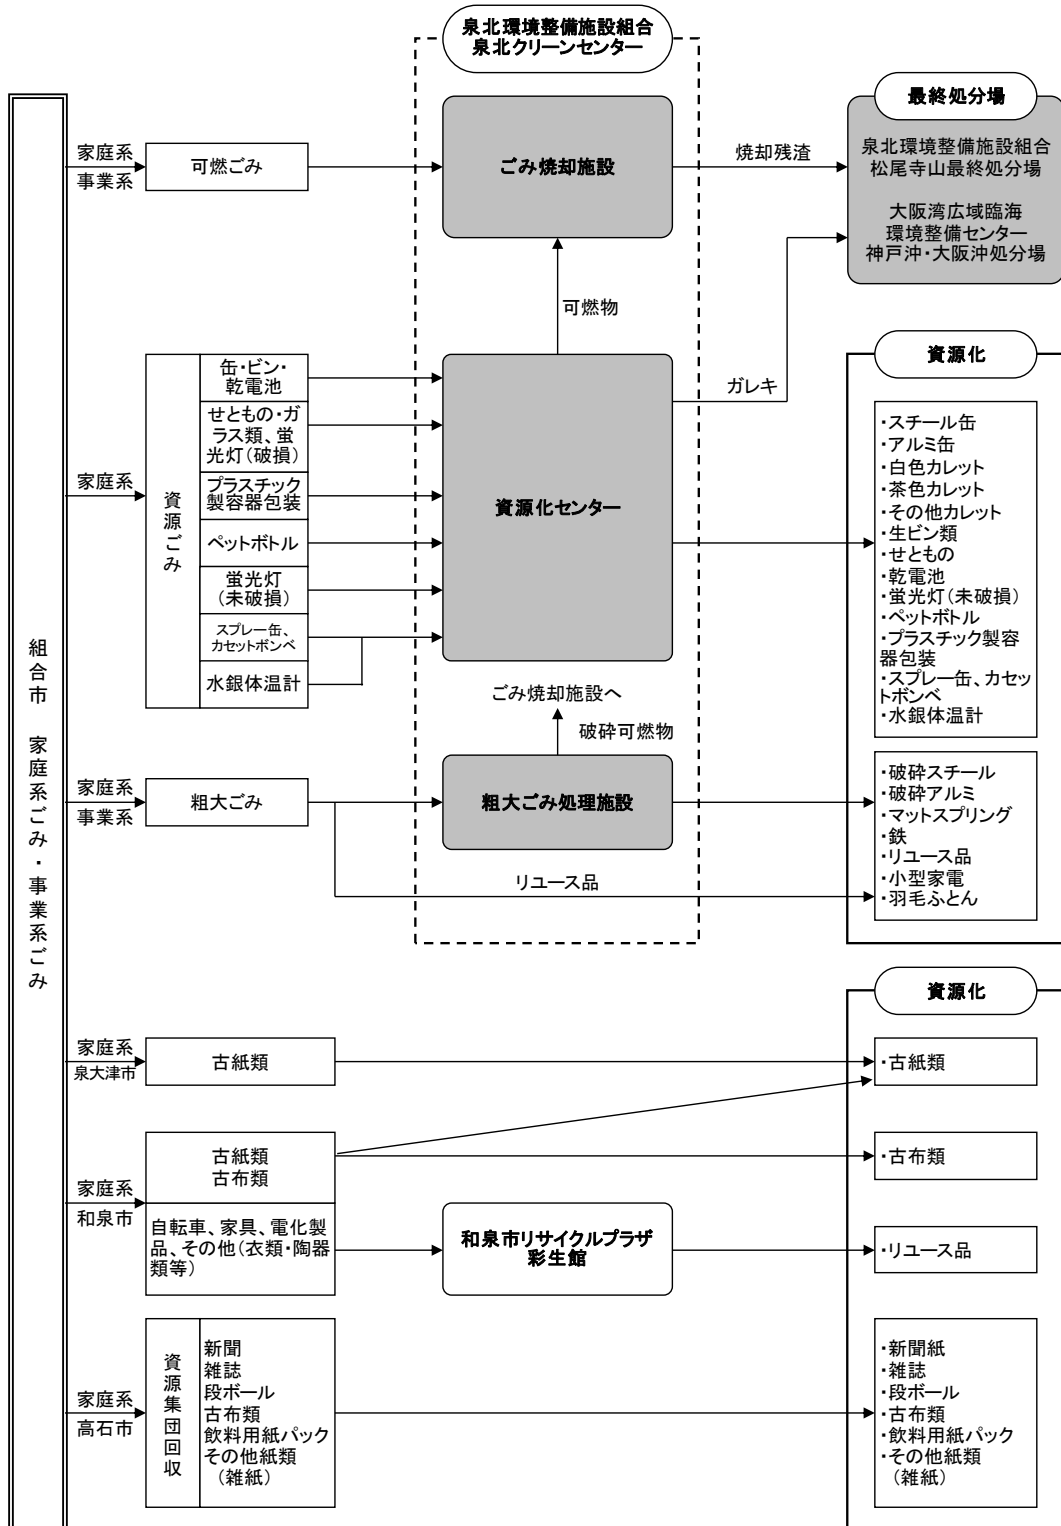 泉北環境整備施設組合
泉北クリーンセンター
最終処分場
家庭系
事業系
可燃ごみ
ごみ焼却施設
焼却残渣
泉北環境整備施設組合
松尾寺山最終処分場
大阪湾広域臨海
環境整備センター
神戸沖・大阪沖処分場
可燃物
ガレキ
資源化
家庭系
資源ごみ
缶・ビン・
乾電池
せともの・ガ
ラス類、蛍
光灯(破損)
プラスチック
製容器包装
ペットボトル
蛍光灯
(未破損)
スプレー缶、
カセットボンベ
水銀体温計
資源化センター
・スチール缶
・アルミ缶
・白色カレット
・茶色カレット
・その他カレット
・生ビン類
・せともの
・乾電池
・蛍光灯(未破損)
・ペットボトル
・プラスチック製容
器包装
・スプレー缶、カセッ
トボンベ
・水銀体温計
組合市 家庭系ごみ・事業系ごみ
ごみ焼却施設へ
破砕可燃物
家庭系
事業系
粗大ごみ
粗大ごみ処理施設
リユース品
・破砕スチール
・破砕アルミ
・マットスプリング
・鉄
・リユース品
・小型家電
・羽毛ふとん
資源化
家庭系
泉大津市
古紙類
・古紙類
家庭系
和泉市
古紙類
古布類
・古布類
自転車、家具、電化製
品、その他(衣類・陶器
類等)
和泉市リサイクルプラザ
彩生館
・リユース品
家庭系
高石市
資源集団回収
新聞
雑誌
段ボール
古布類
飲料用紙パック
その他紙類
(雑紙)
・新聞紙
・雑誌
・段ボール
・古布類
・飲料用紙パック
・その他紙類
(雑紙)